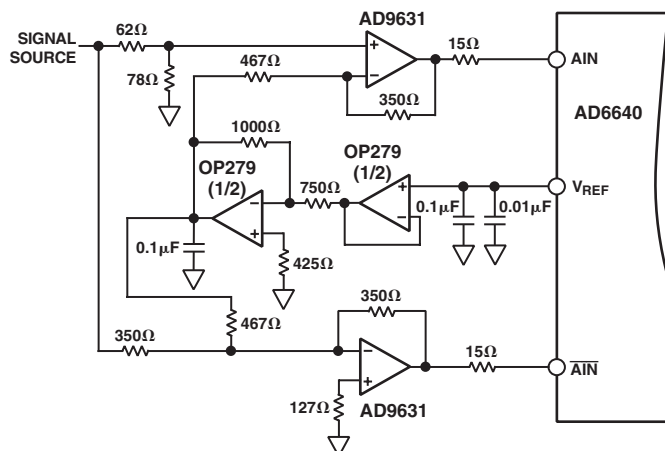 SIGNAL
SOURCE
62Ω
78Ω
467Ω
AD9631
350Ω
15Ω
AIN
AD6640
1000Ω
OP279
(1/2)
750Ω
OP279
(1/2)
VREF
0.1μF
0.01μF
0.1μF
425Ω
467Ω
350Ω
350Ω
15Ω
AIN
127Ω
AD9631
+
−
−
+
+
−
−
+